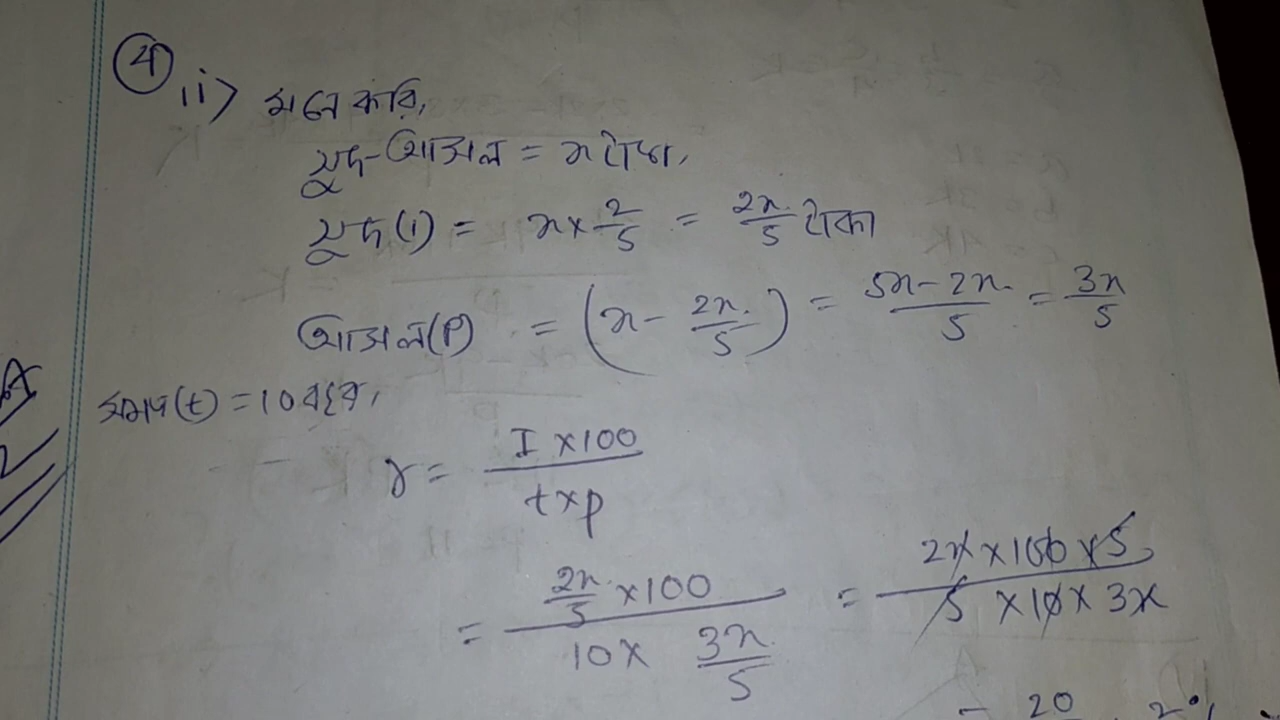 ④ ii) মনে করি,
সুদ-আসল = x টাকা,
সুদ (I) = x × 2/5 = 2x/5 টাকা
আসল (P) = (x - 2x/5) = 5x-2x/5 = 3x/5
সময় (t) = 10 বছর,
r = I × 100 / t × p
= 2x/5 × 100 / 10 × 3x/5 = 2x × 100 × 5 / 5 × 10 × 3x
= 20